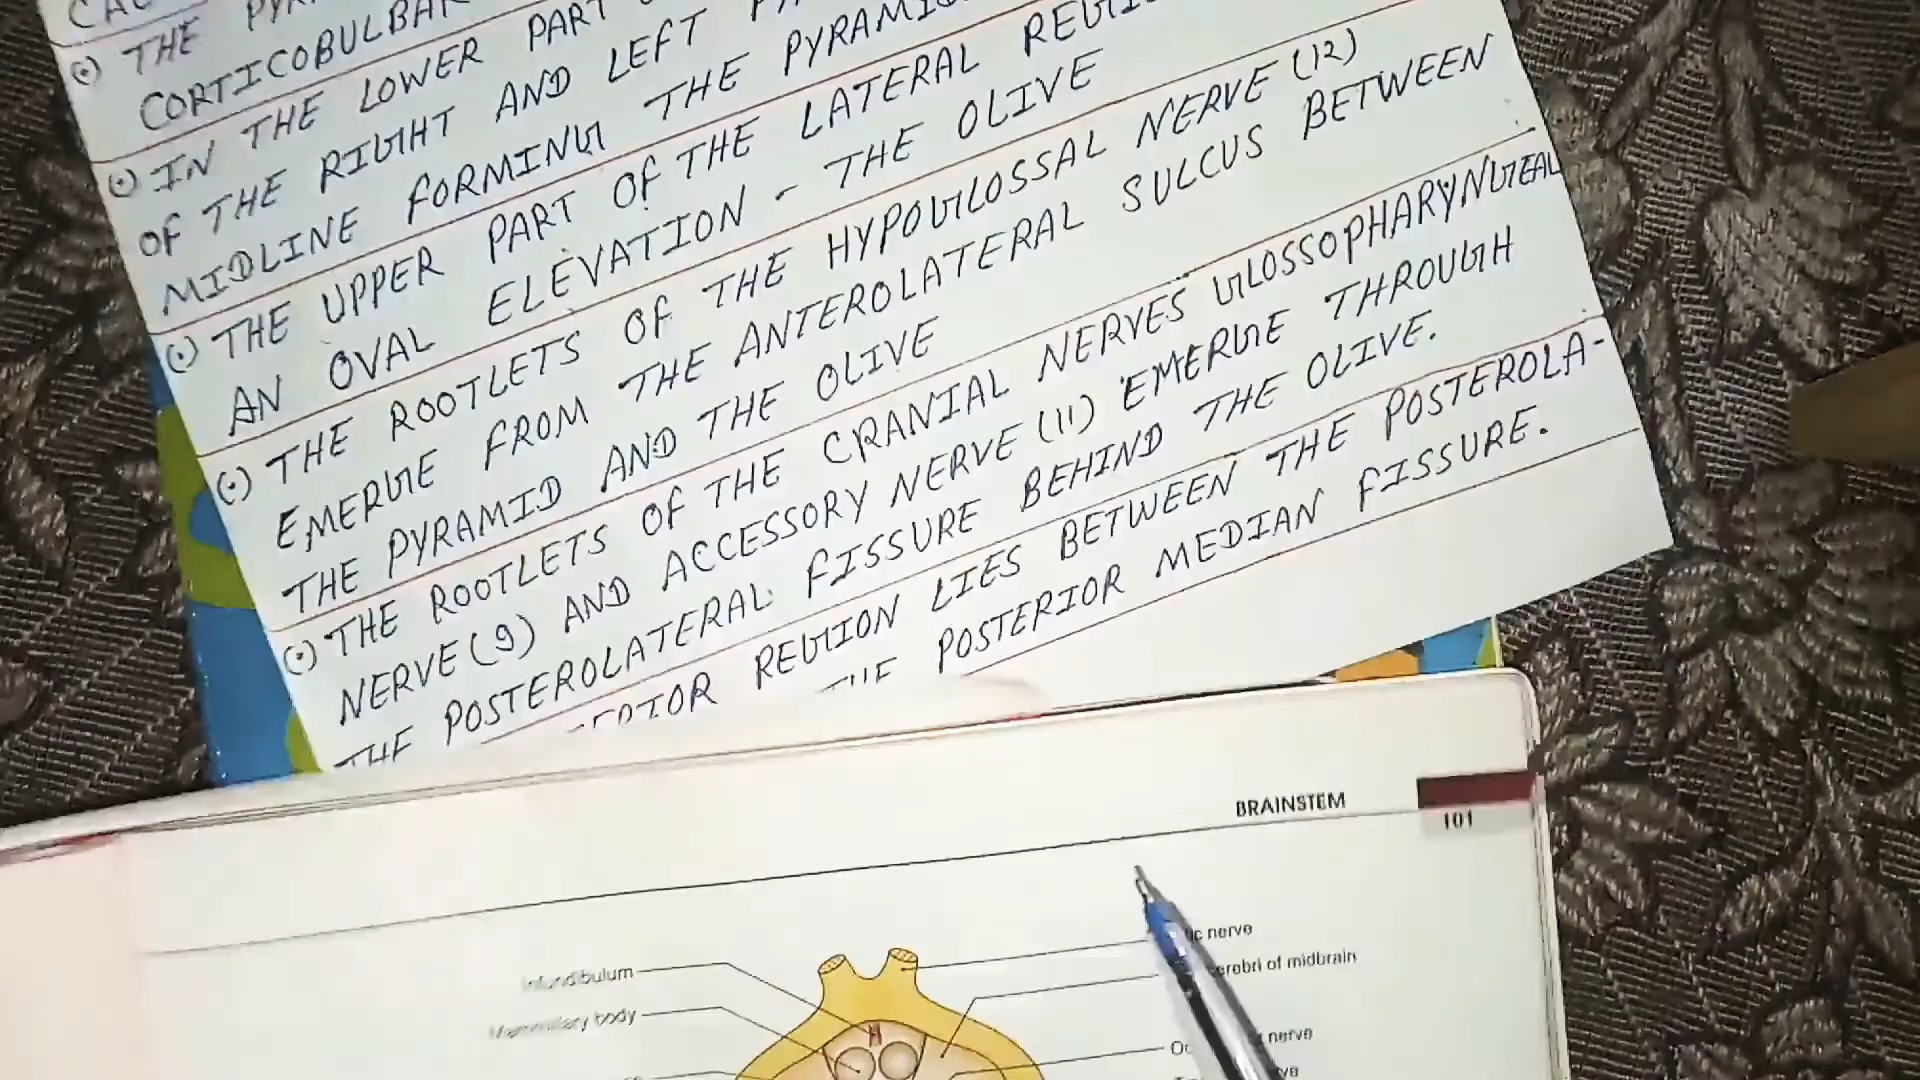 THE
CORTICOBULBAR
IN THE LOWER PART
OF THE RIGHT AND LEFT
MIDLINE FORMING THE
THE UPPER PART OF THE LATERAL
AN OVAL ELEVATION - THE OLIVE
THE ROOTLETS OF THE HYPOGLOSSAL NERVE (12)
EMERGE FROM THE ANTEROLATERAL SULCUS BETWEEN
THE PYRAMID AND THE OLIVE
THE ROOTLETS OF THE CRANIAL NERVES GLOSSOPHARYNGEAL
NERVE (9) AND ACCESSORY NERVE (11) EMERGE THROUGH
THE POSTEROLATERAL FISSURE BEHIND THE OLIVE.
REGION LIES BETWEEN THE POSTEROLA-
THE POSTERIOR MEDIAN FISSURE.
BRAINSTEM
101
Infundibulum
nerve
of midbrain
Mammillary body
nerve